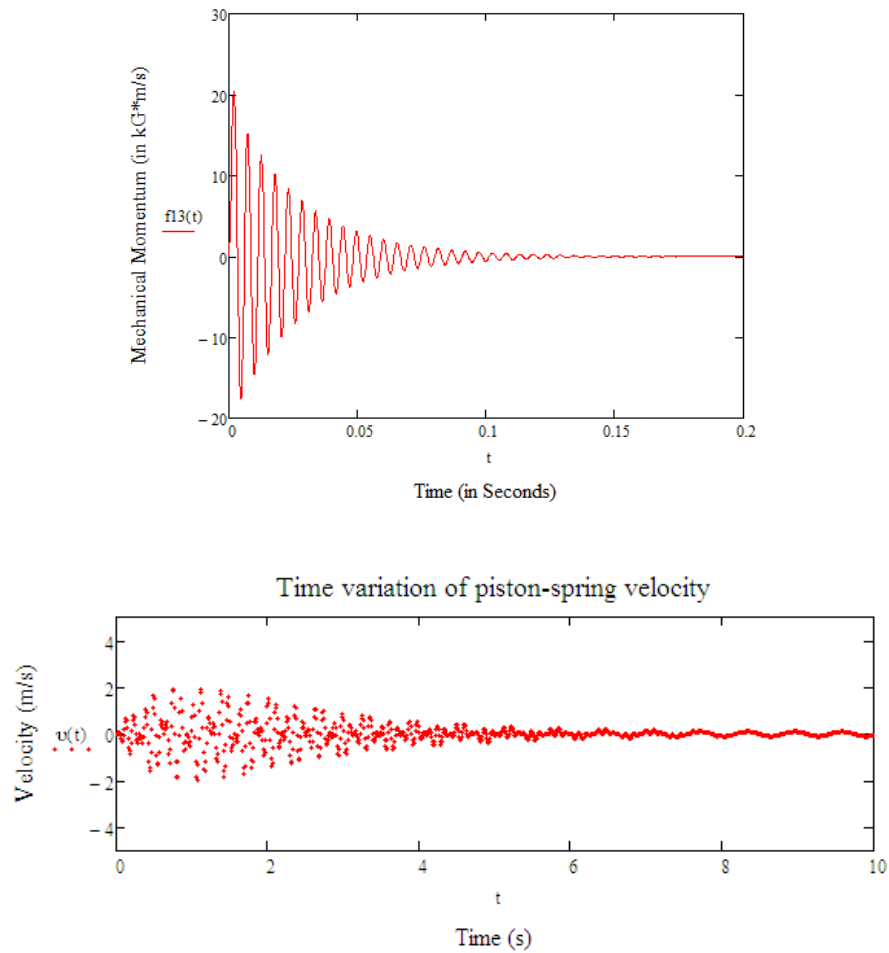 30
20
10
0
− 10
− 20
Mechanical Momentum (in kG*m/s)
f13(t)
0 0.05 0.1 0.15 0.2
t
Time (in Seconds)
Time variation of piston-spring velocity
4
2
0
− 2
− 4
Velocity (m/s)
υ(t)
0 2 4 6 8 10
t
Time (s)